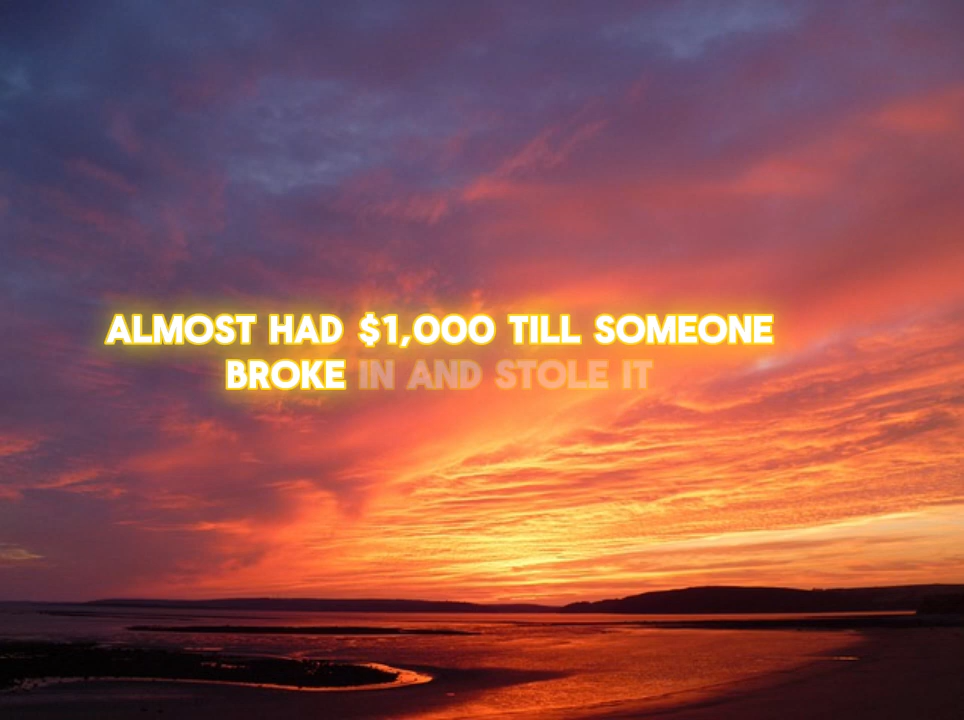 ALMOST HAD $1,000 TILL SOMEONE
BROKE IN AND STOLE IT